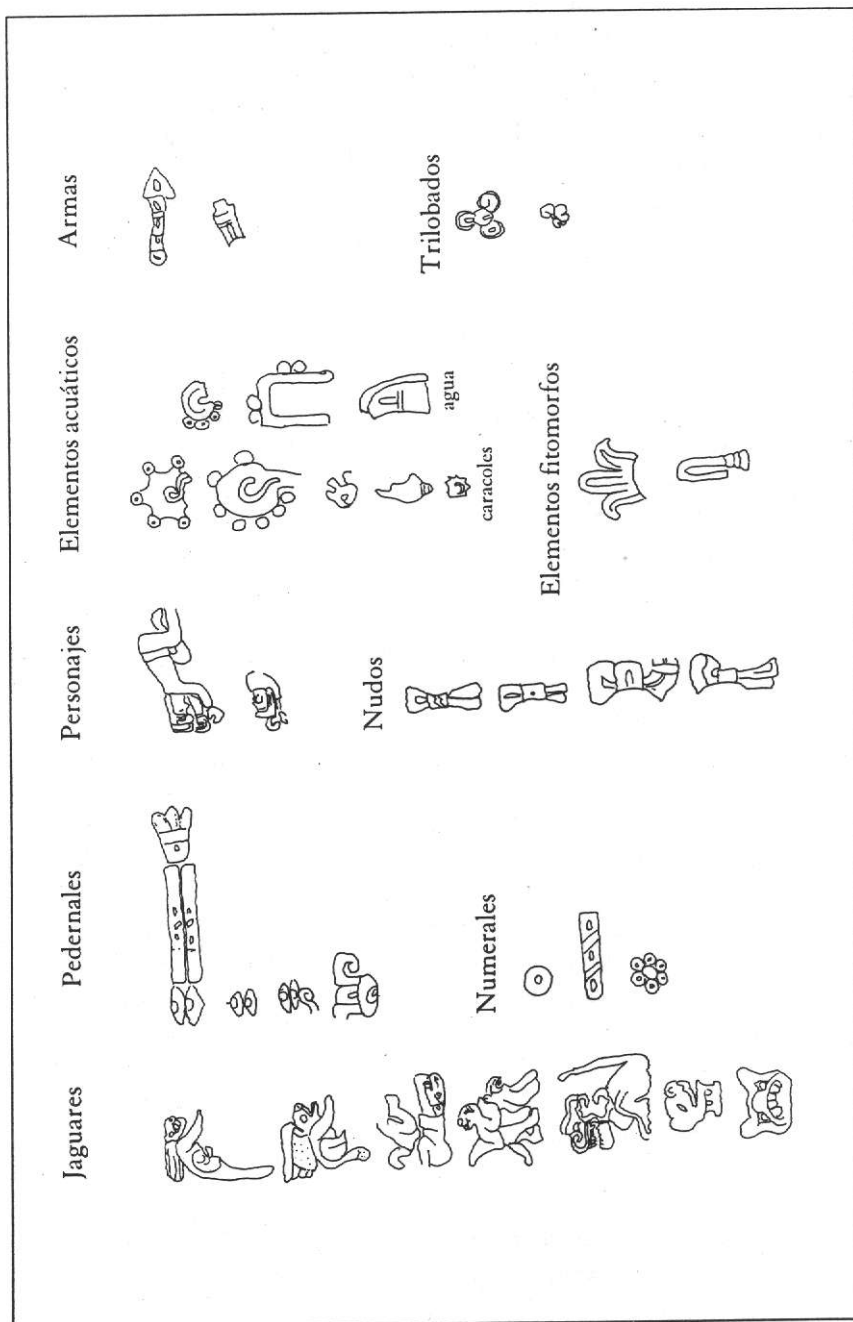 Jaguares
Pedernales
Personajes
Elementos acuáticos
Armas
caracoles
agua
Numerales
Nudos
Elementos fitomorfos
Trilobados